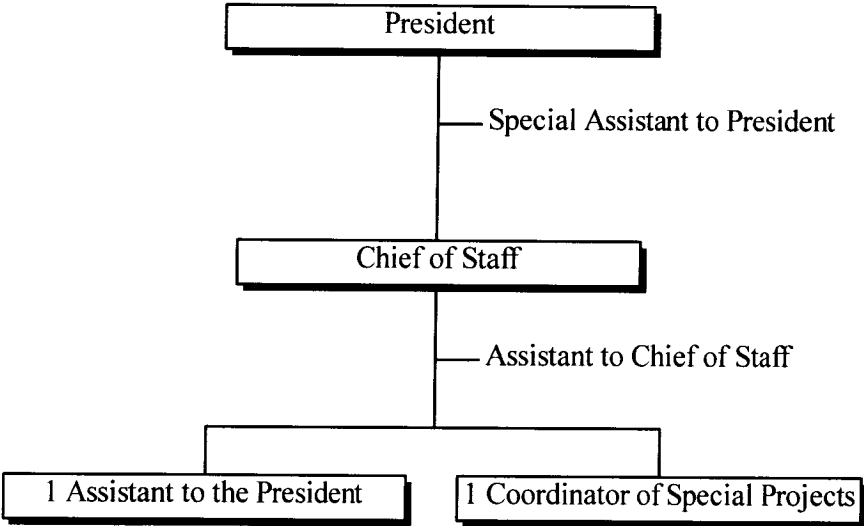 President
Special Assistant to President
Chief of Staff
Assistant to Chief of Staff
1 Assistant to the President
1 Coordinator of Special Projects